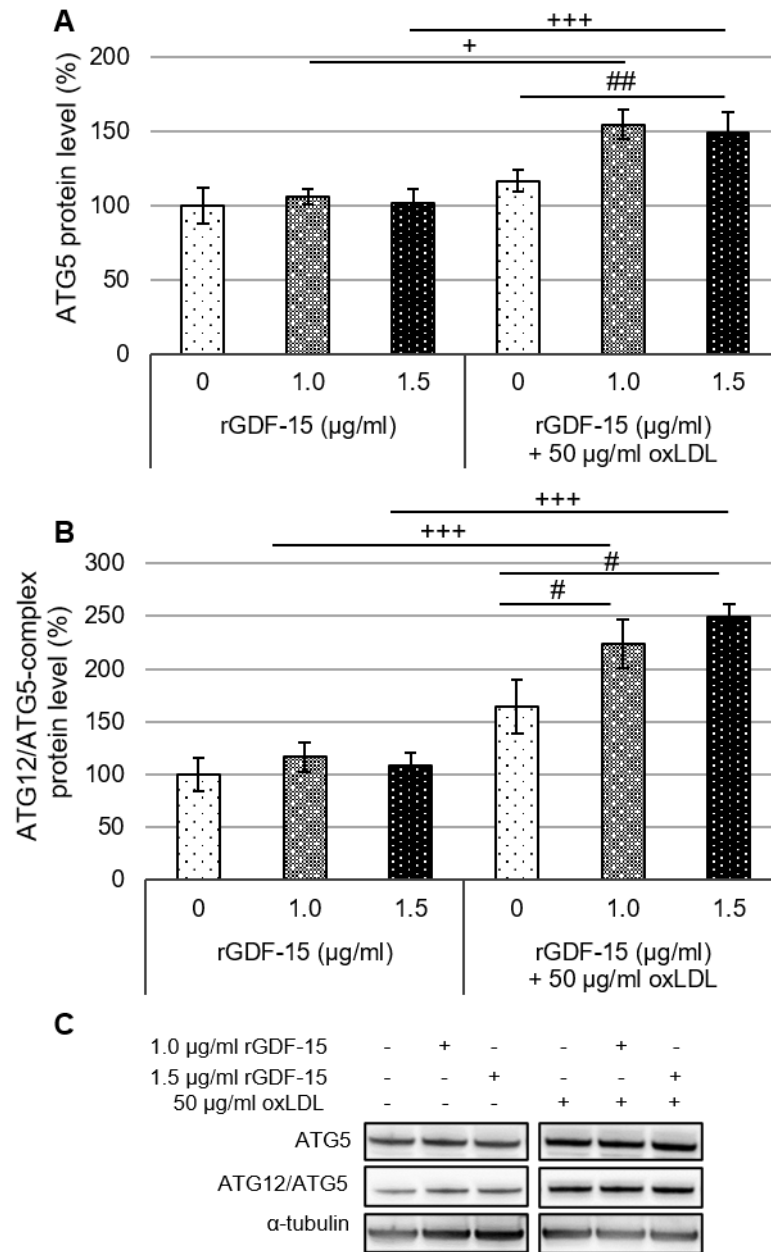 A
+++
+
##
ATG5 protein level (%)
200
150
100
50
0
0 1.0 1.5 0 1.0 1.5
rGDF-15 (µg/ml) rGDF-15 (µg/ml)
+ 50 µg/ml oxLDL
B
+++
+++
#
#
ATG12/ATG5-complex
protein level (%)
300
250
200
150
100
50
0
0 1.0 1.5 0 1.0 1.5
rGDF-15 (µg/ml) rGDF-15 (µg/ml)
+ 50 µg/ml oxLDL
C
1.0 µg/ml rGDF-15 - + - - + -
1.5 µg/ml rGDF-15 - - + - - +
50 µg/ml oxLDL - - - + + +
ATG5
ATG12/ATG5
α-tubulin